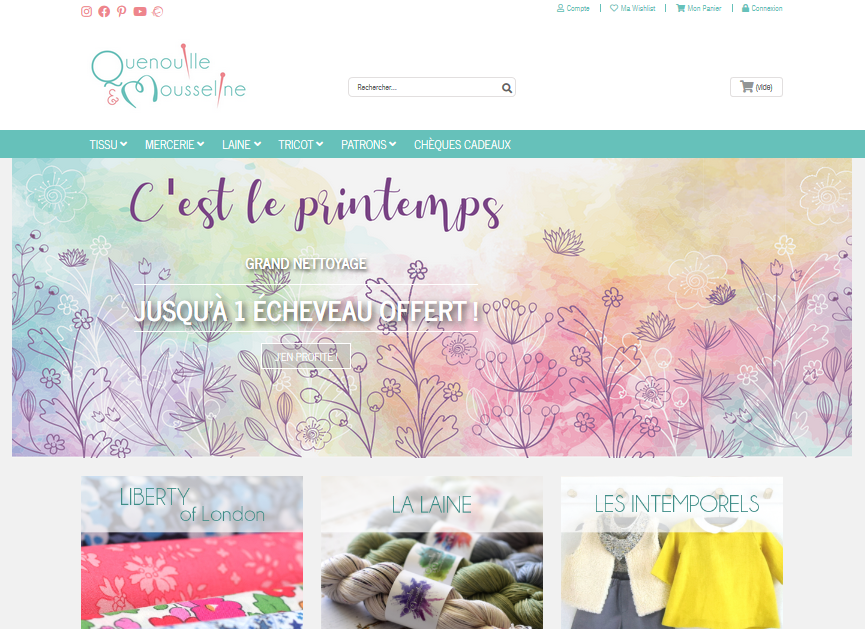 Compte
Ma Wishlist
Mon Panier
Connexion
Quenouille
& Mousseline
Rechercher...
(vide)
TISSU
MERCERIE
LAINE
TRICOT
PATRONS
CHÈQUES CADEAUX
C'est le printemps
GRAND NETTOYAGE
JUSQU'À 1 ÉCHEVEAU OFFERT !
J'EN PROFITE !
LIBERTY
of London
LA LAINE
LES INTEMPORELS